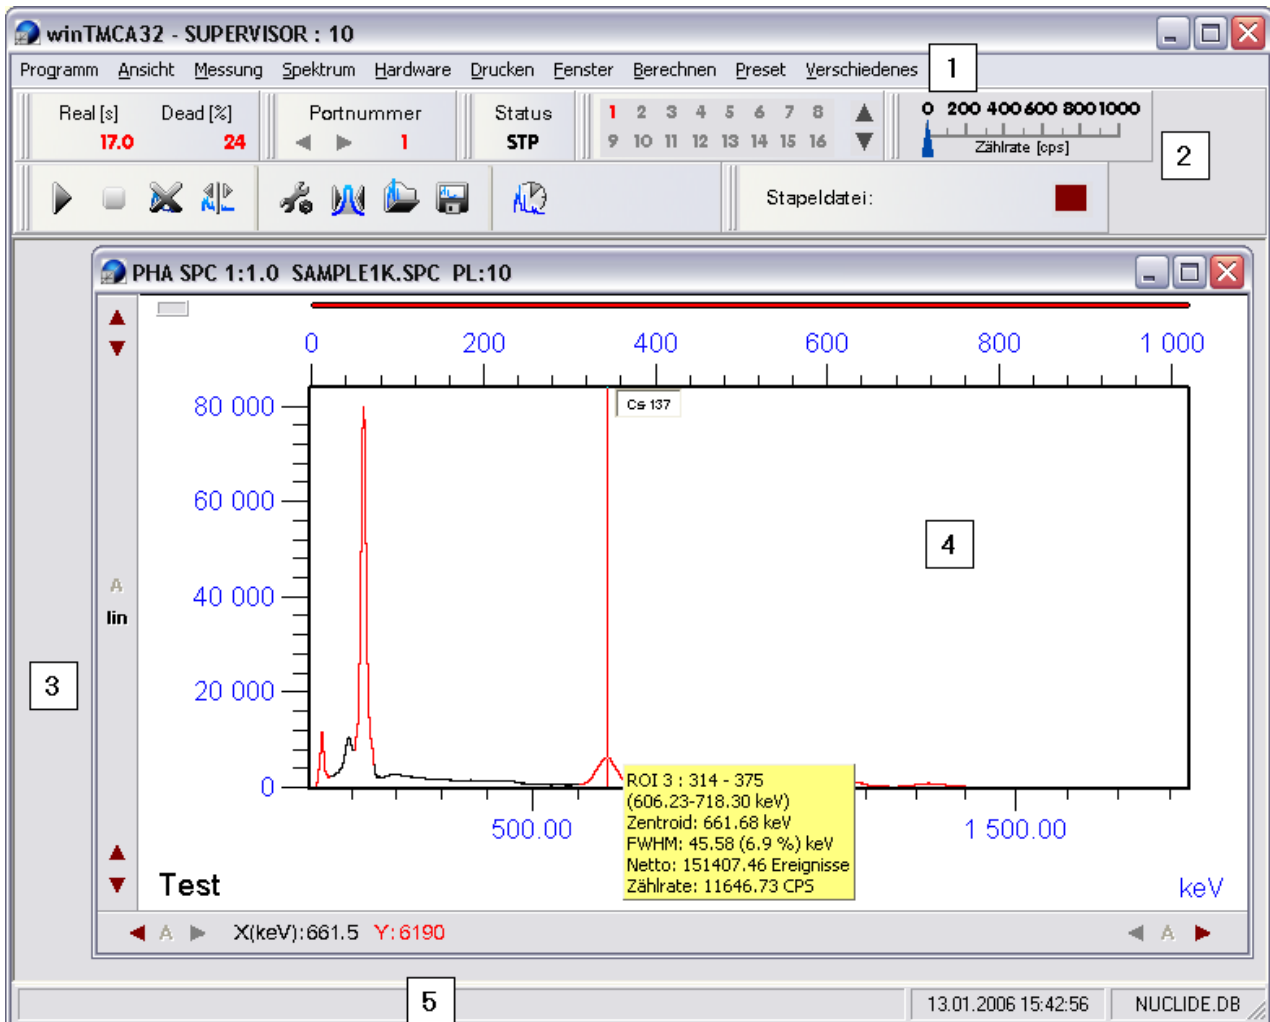 winTMCA32 - SUPERVISOR : 10
Programm Ansicht Messung Spektrum Hardware Drucken Fenster Berechnen Preset Verschiedenes
1
Real [s] Dead [%]
17.0 24
Portnummer
1
Status
STP
1 2 3 4 5 6 7 8
9 10 11 12 13 14 15 16
0 200 400 600 800 1000
Zählrate [cps]
2
Stapeldatei:
PHA SPC 1:1.0 SAMPLE1K.SPC PL:10
0 200 400 600 800 1 000
80 000
Cs 137
60 000
4
40 000
A
lin
3
20 000
0
ROI 3 : 314 - 375
(606.23-718.30 keV)
Zentroid: 661.68 keV
FWHM: 45.58 (6.9 %) keV
Netto: 151407.46 Ereignisse
Zählrate: 11646.73 CPS
500.00 1 500.00
Test keV
A X(keV):661.5 Y:6190 A
5
13.01.2006 15:42:56 NUCLIDE.DB